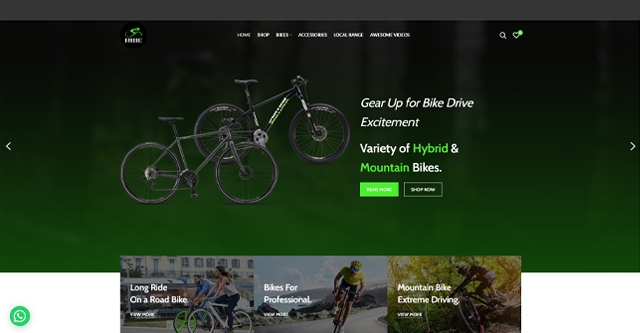 HOME SHOP BIKES ACCESSORIES LOCAL RANGE AWESOME VIDEOS
Gear Up for Bike Drive
Excitement
Variety of Hybrid &
Mountain Bikes.
READ MORE SHOP NOW
Long Ride
On a Road Bike.
VIEW MORE
Bikes For
Professional.
VIEW MORE
Mountain Bike
Extreme Driving.
VIEW MORE